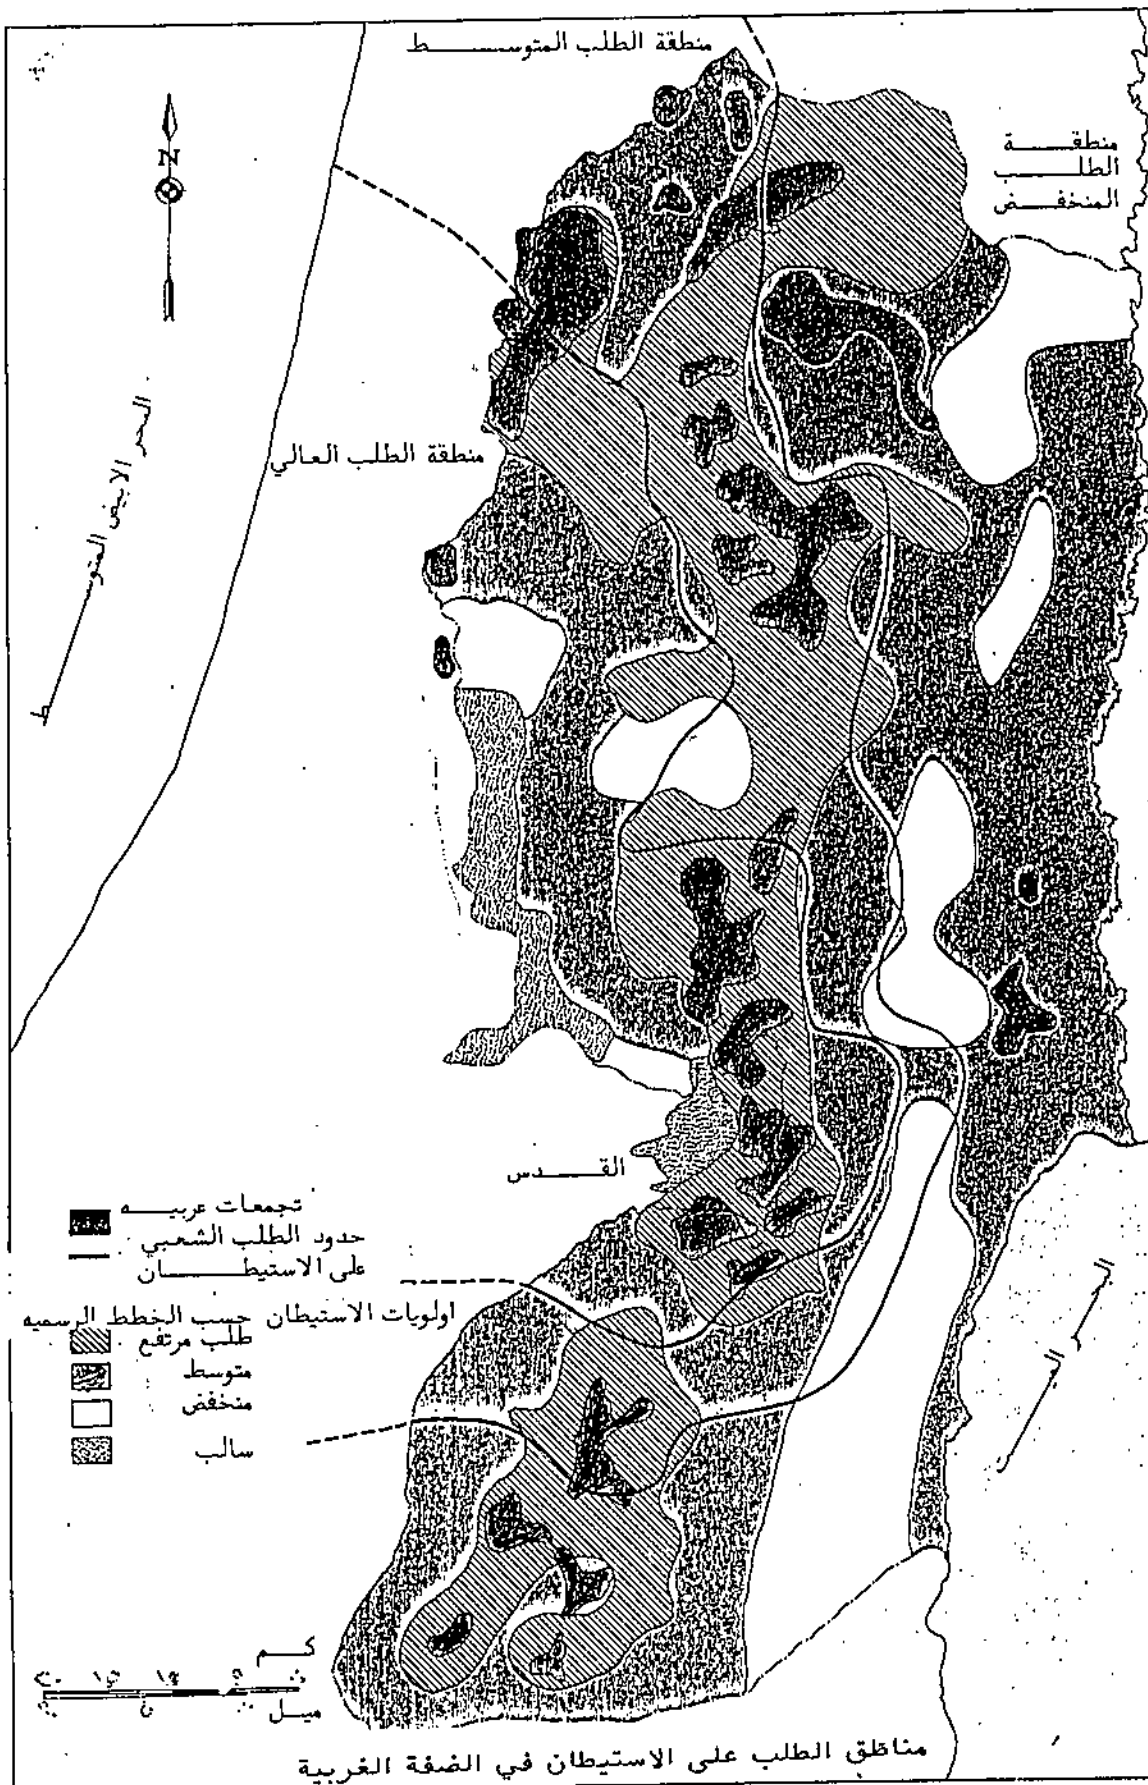 منطقة الطلب المتوسط
منطقة
الطلب
المنخفض
N
البحر الابيض المتوسط
منطقة الطلب العالي
القدس
تجمعات عربيه
حدود الطلب الشعبي
على الاستيطان
اولويات الاستيطان حسب الخطط الرسميه
طلب مرتفع
متوسط
منخفض
سالب
البحر الميت
كم
ميل
مناطق الطلب على الاستيطان في الضفة الغربية